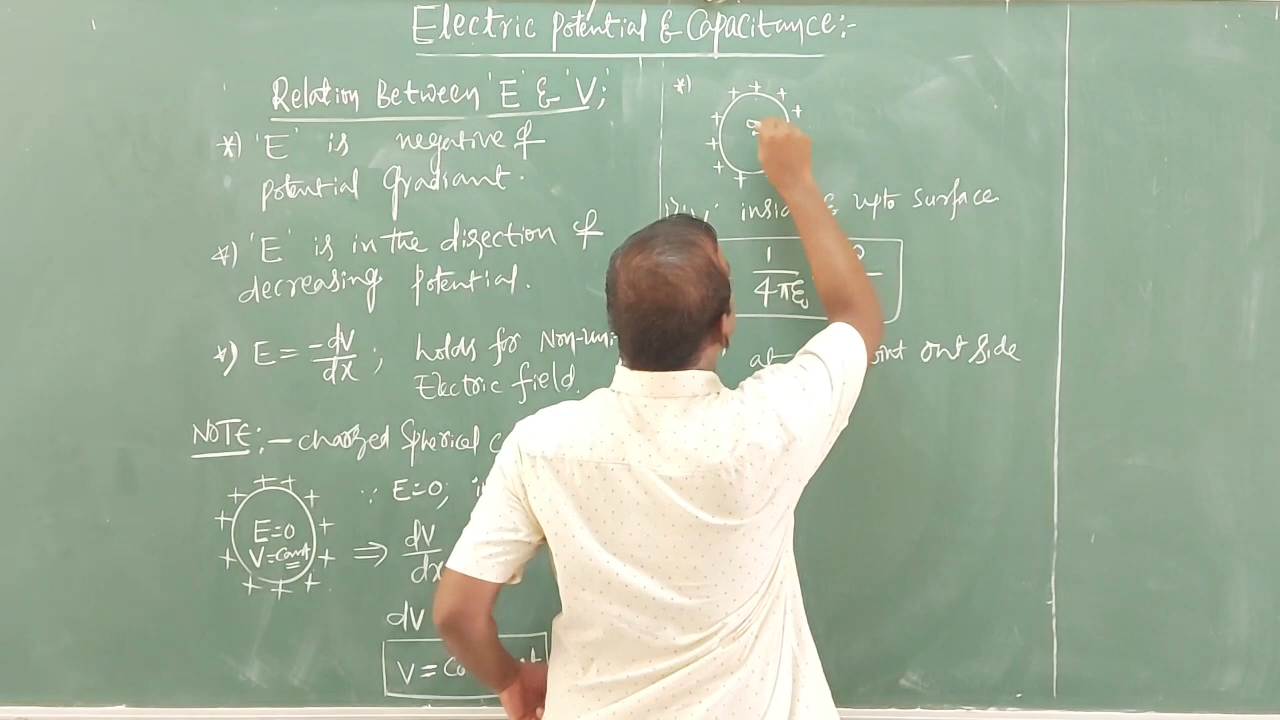 Electric Potential & Capacitance:-
Relation Between 'E' & 'V';
*) 'E' is negative of
potential Gradiant.
*) 'E' is in the direction of
decreasing potential.
*) E = -dV/dx ; holds for Non-uni
Electric field.
NOTE:- charged Spherical
E=0
V=const
∵ E=0;
⇒ dV/dx
dV
V =
*)
inside & upto surface
1/4πε₀
outside